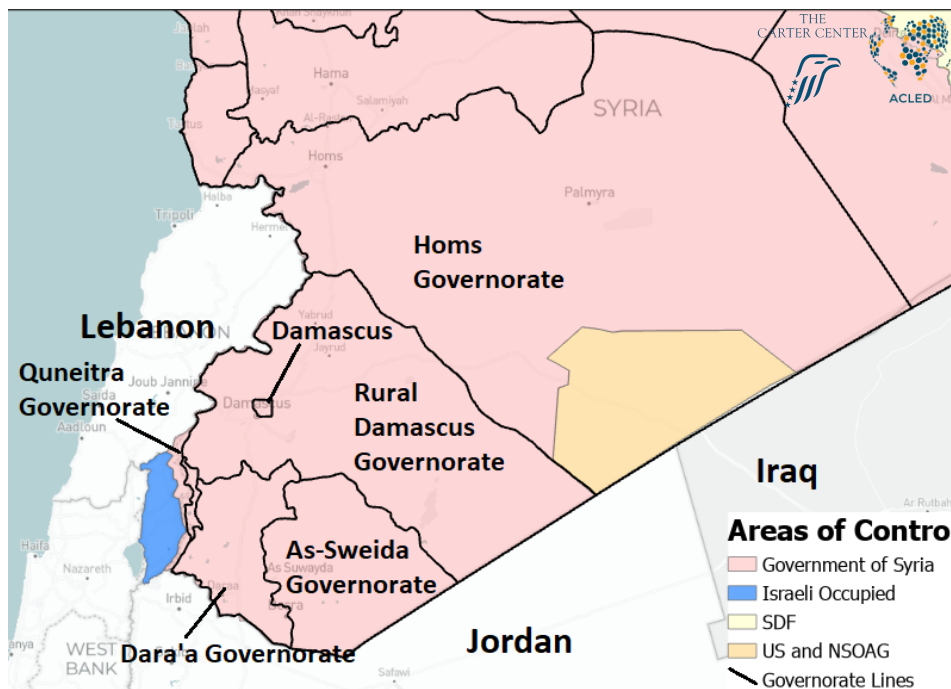 Khan Shaykhun
THE
CARTER CENTER
ACLED
Hama
Salamiyah
SYRIA
Homs
Halba
Tripoli
Palmyra
Homs
Governorate
Yabrud
Lebanon
Damascus
Jayrud
Quneitra
Governorate
Joub Jannine
Saida
Damascus
Rural
Damascus
Governorate
Aadloun
Iraq
Ar Rutbah
Haifa
Nazareth
As-Sweida
Governorate
As Suwayda
Daraa
Irbid
Dara'a Governorate
Jordan
WEST
BANK
Safawi
Areas of Contro
Government of Syria
Israeli Occupied
SDF
US and NSOAG
Governorate Lines